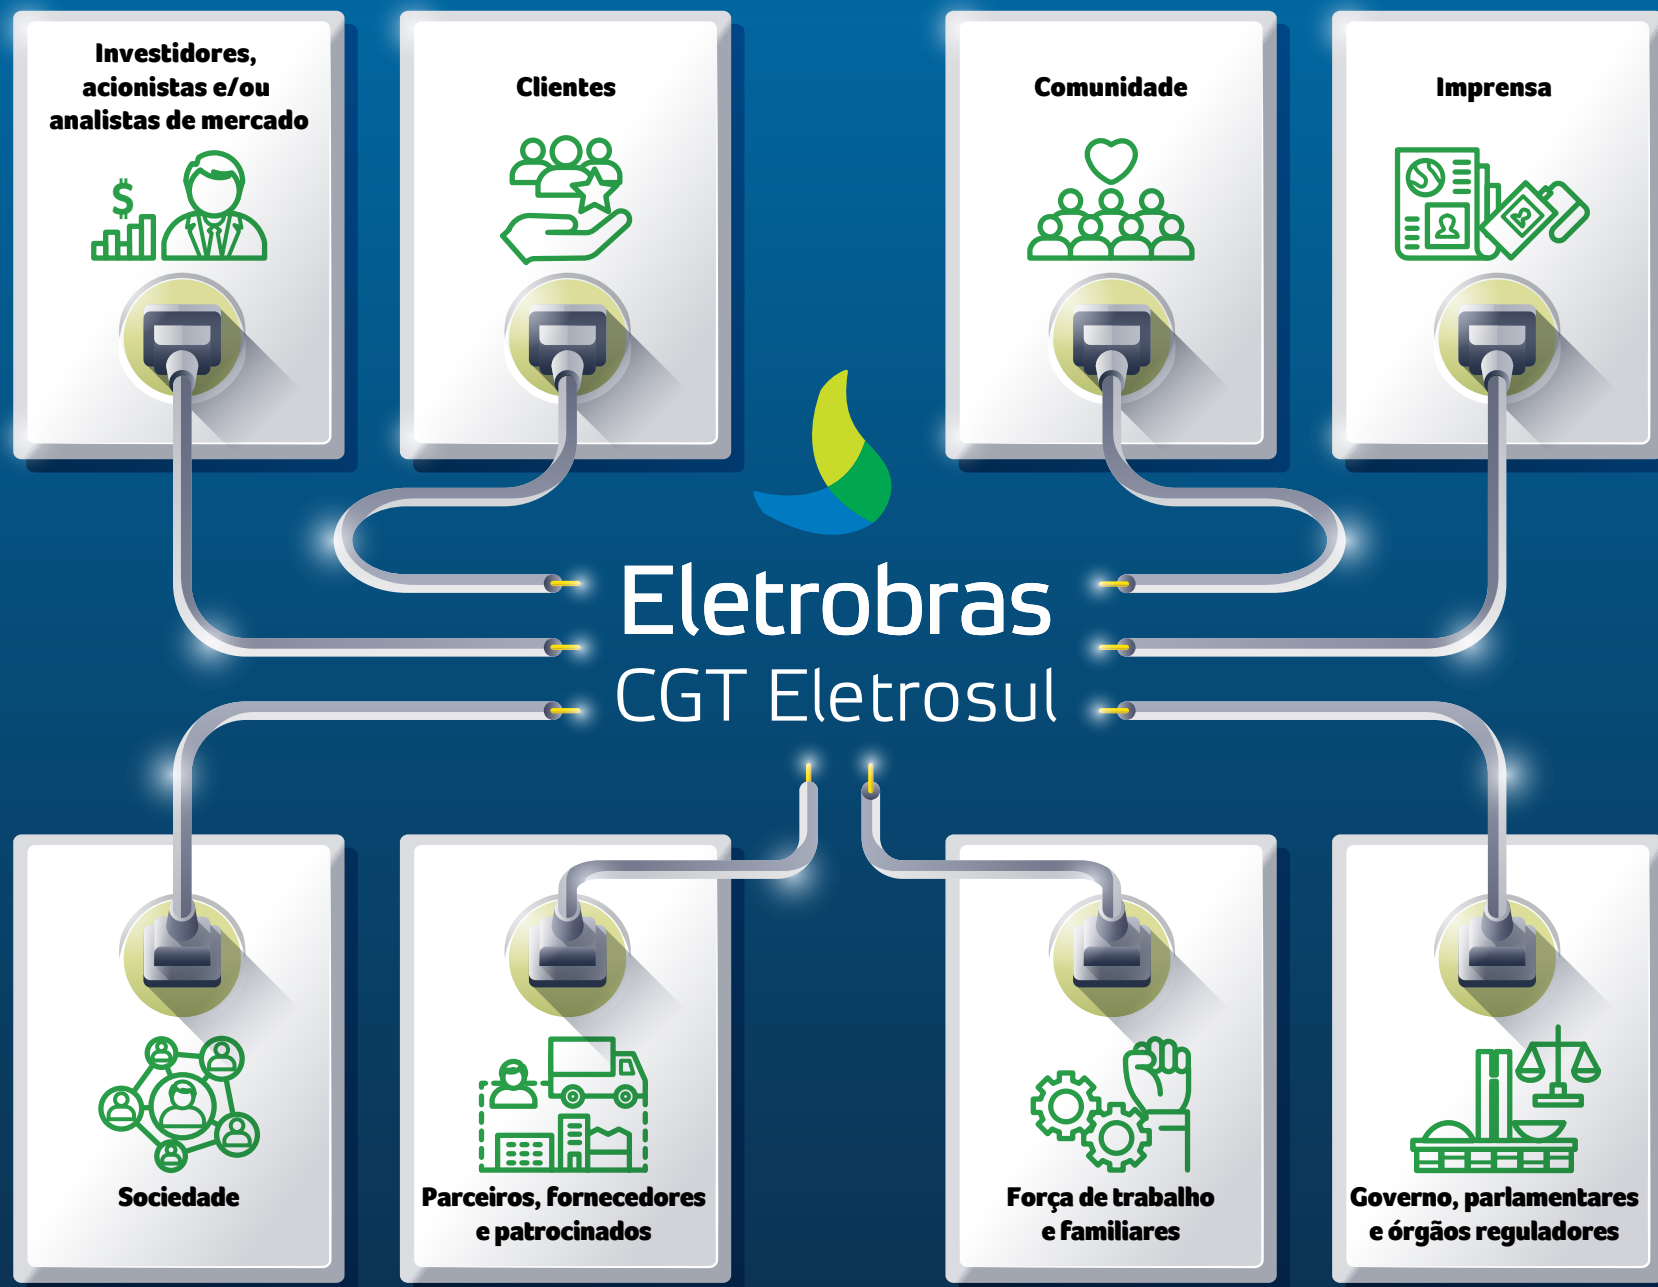 Investidores,
acionistas e/ou
analistas de mercado
Clientes
Comunidade
Imprensa
$
Eletrobras
CGT Eletrosul
Sociedade
Parceiros, fornecedores
e patrocinados
Força de trabalho
e familiares
Governo, parlamentares
e órgãos reguladores